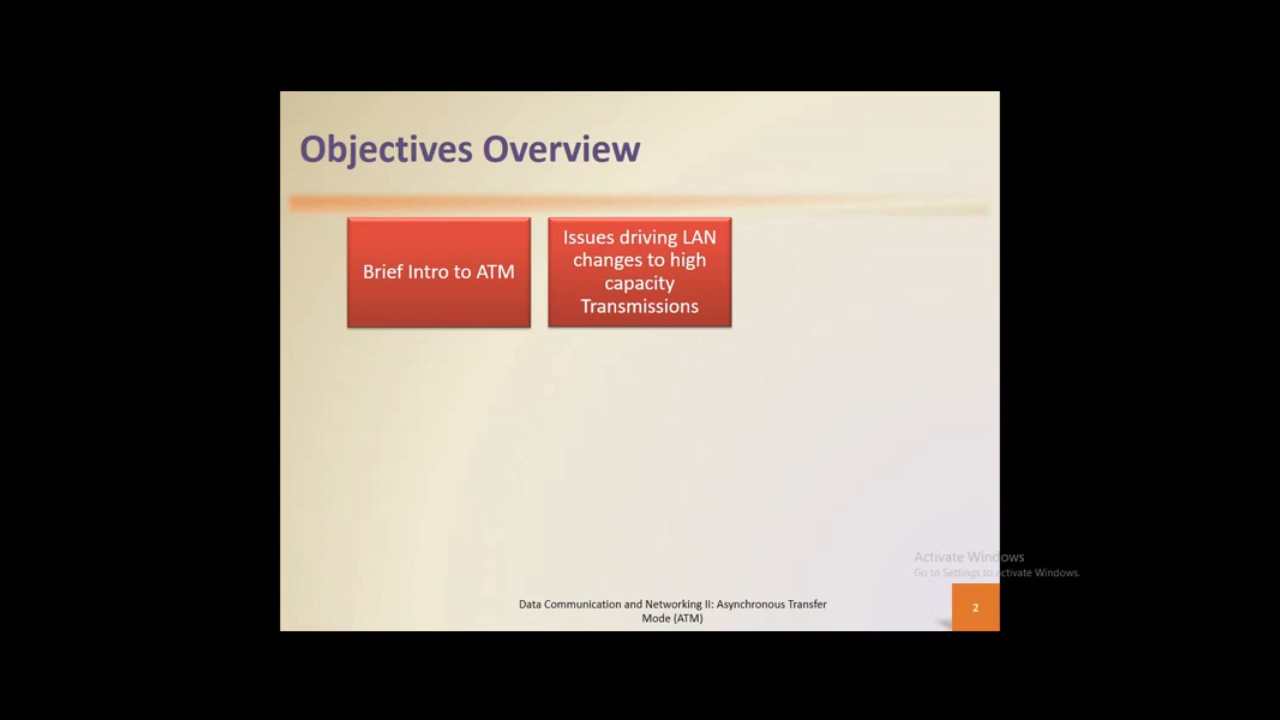 Objectives Overview
Brief Intro to ATM
Issues driving LAN
changes to high
capacity
Transmissions
Activate Windows
Go to Settings to activate Windows.
Data Communication and Networking II: Asynchronous Transfer
Mode (ATM)
2